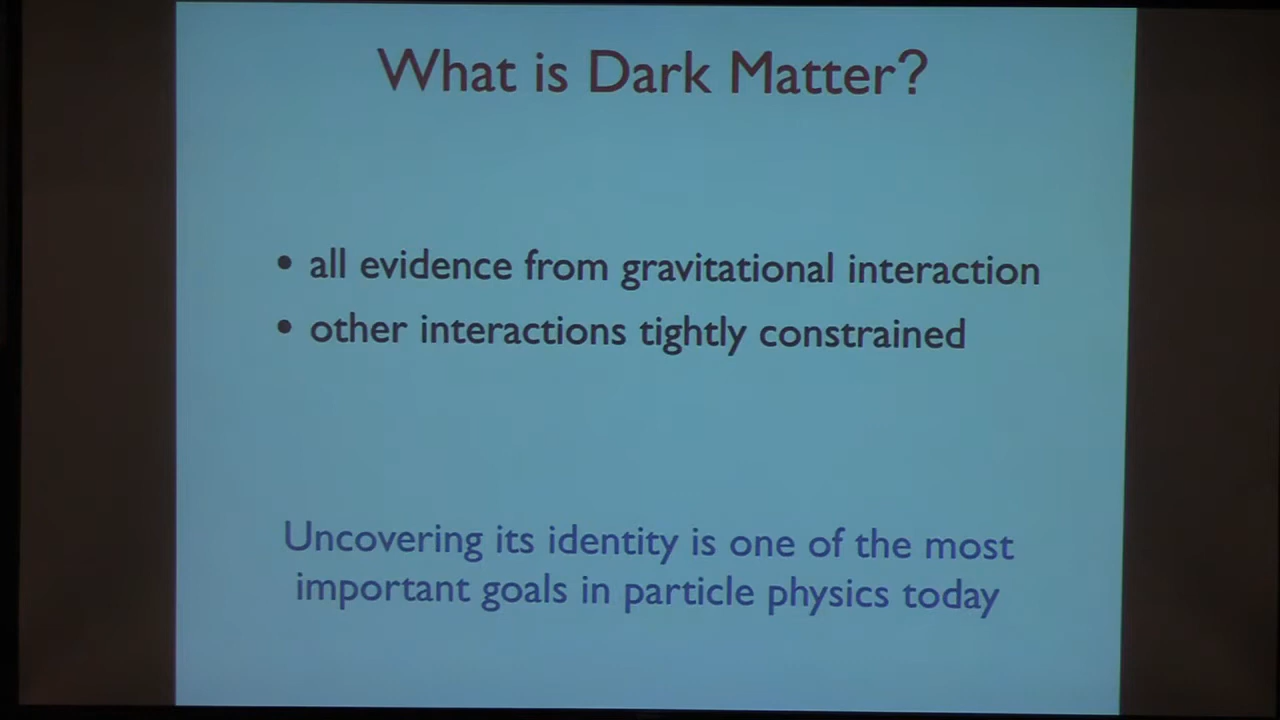 What is Dark Matter?
• all evidence from gravitational interaction
• other interactions tightly constrained
Uncovering its identity is one of the most
important goals in particle physics today